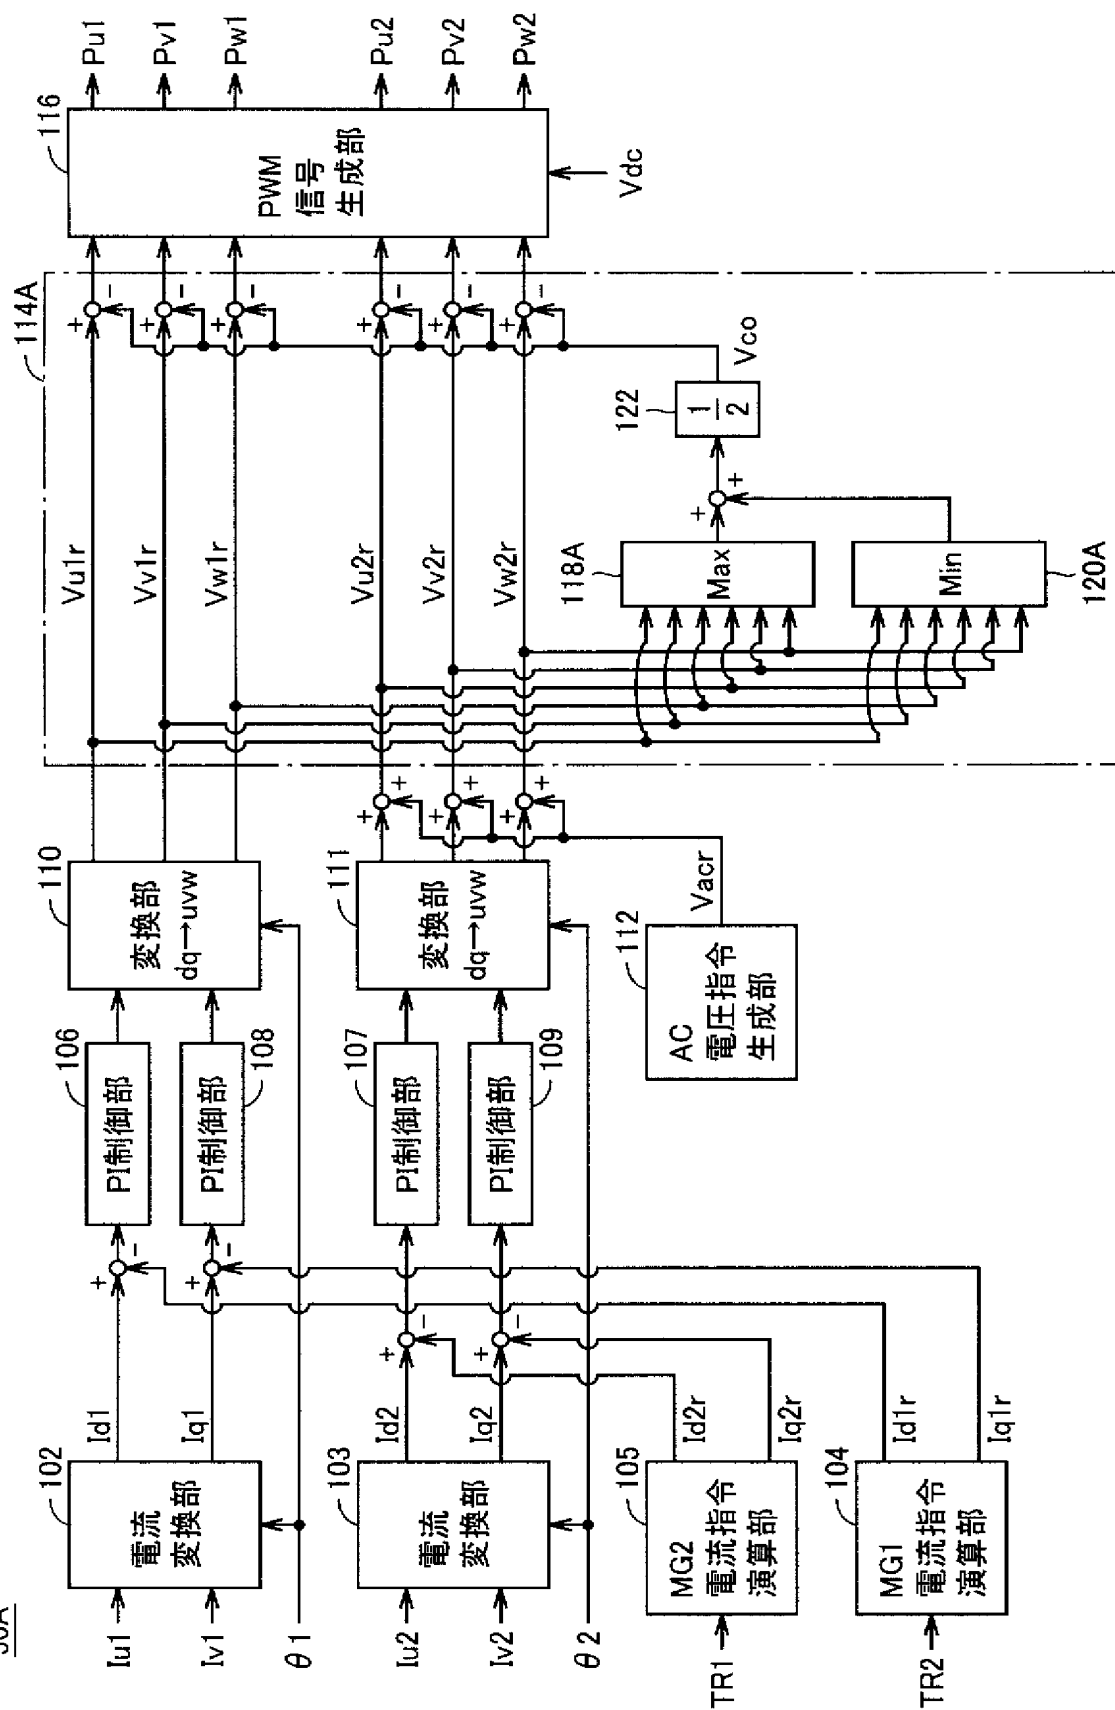 30A
Iu1
Iv1
θ1
Iu2
Iv2
θ2
TR1
TR2
102
電流
変換部
103
電流
変換部
105
MG2
電流指令
演算部
104
MG1
電流指令
演算部
Id1
Iq1
Id2
Iq2
Id2r
Iq2r
Id1r
Iq1r
+
-
+
-
+
-
+
-
106
PI制御部
108
PI制御部
107
PI制御部
109
PI制御部
110
変換部
dq→uvw
111
変換部
dq→uvw
112
AC
電圧指令
生成部
Vacr
+
+
+
+
+
+
114A
Vu1r
Vv1r
Vw1r
Vu2r
Vv2r
Vw2r
118A
Max
120A
Min
+
+
122
1
2
Vco
+
-
+
-
+
-
+
-
+
-
+
-
116
PWM
信号
生成部
Vdc
Pu1
Pv1
Pw1
Pu2
Pv2
Pw2